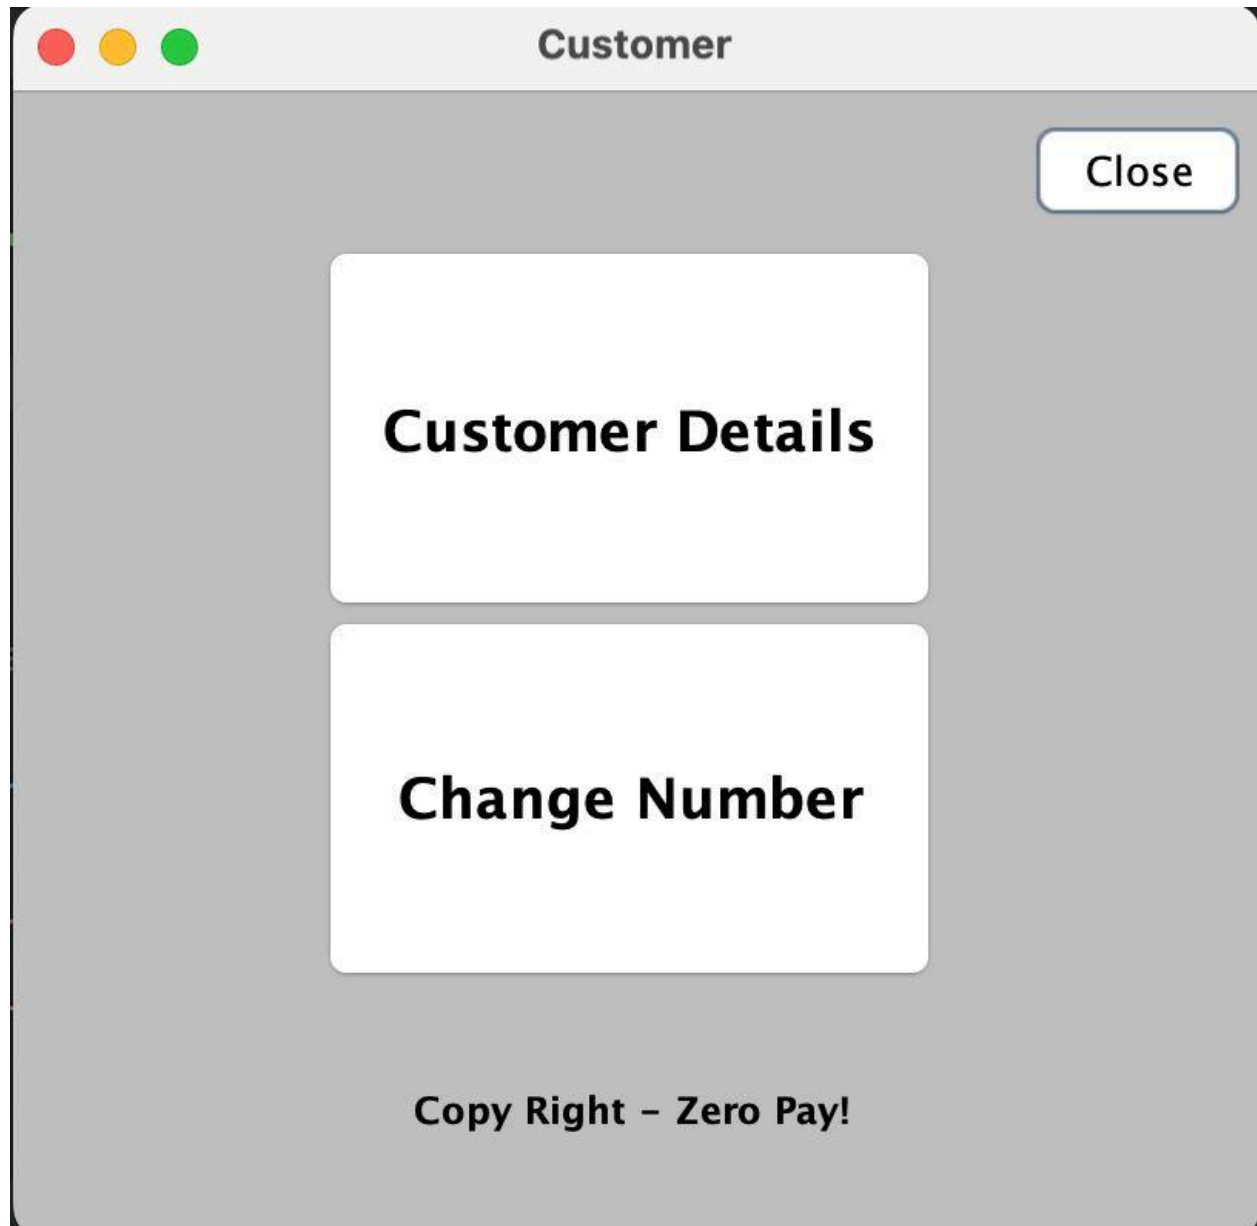 Customer
Close
Customer Details
Change Number
Copy Right – Zero Pay!